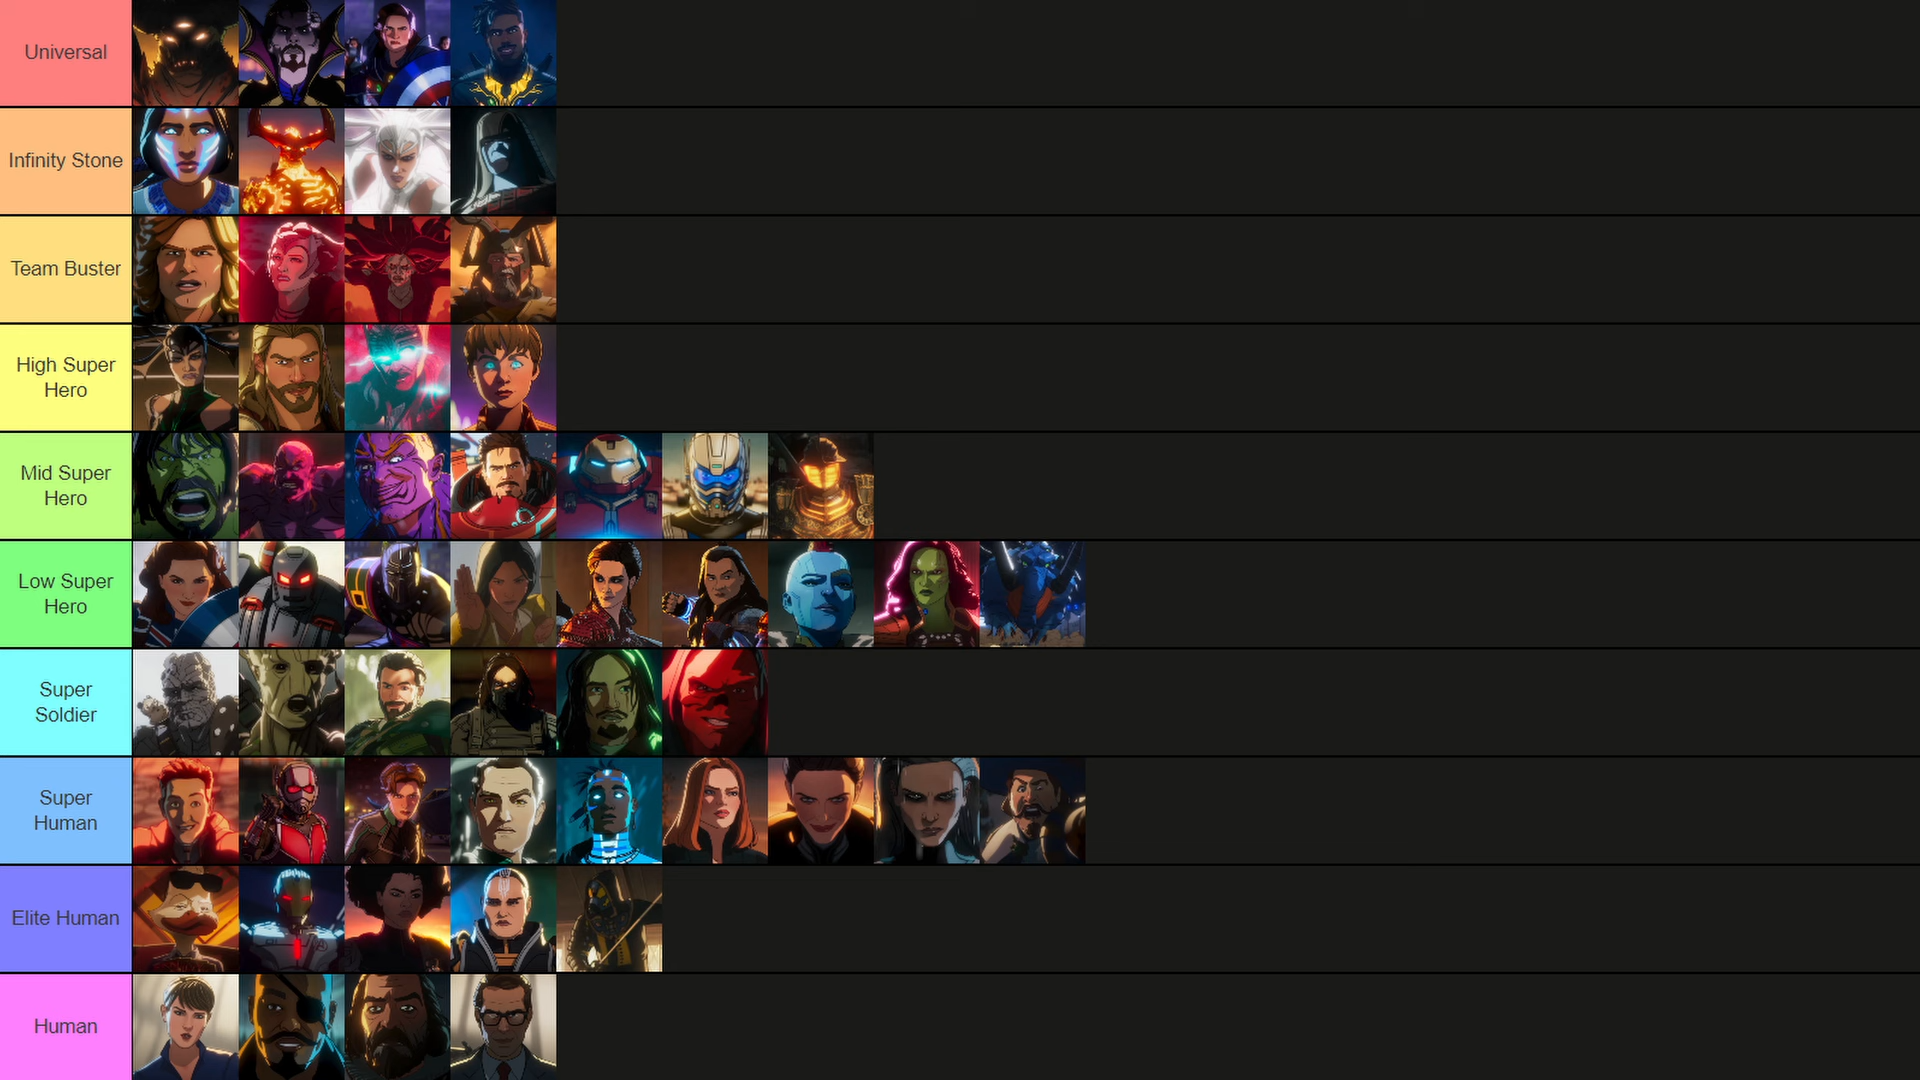 Universal
Infinity Stone
Team Buster
High Super
Hero
Mid Super
Hero
Low Super
Hero
Super
Soldier
Super
Human
Elite Human
Human